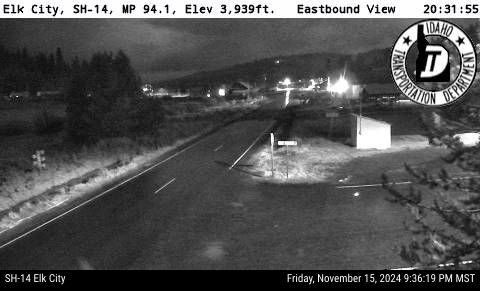 Elk City, SH-14, MP 94.1, Elev 3,939ft. Eastbound View 20:31:55
IDAHO
TRANSPORTATION DEPARTMENT
SH-14 Elk City Friday, November 15, 2024 9:36:19 PM MST